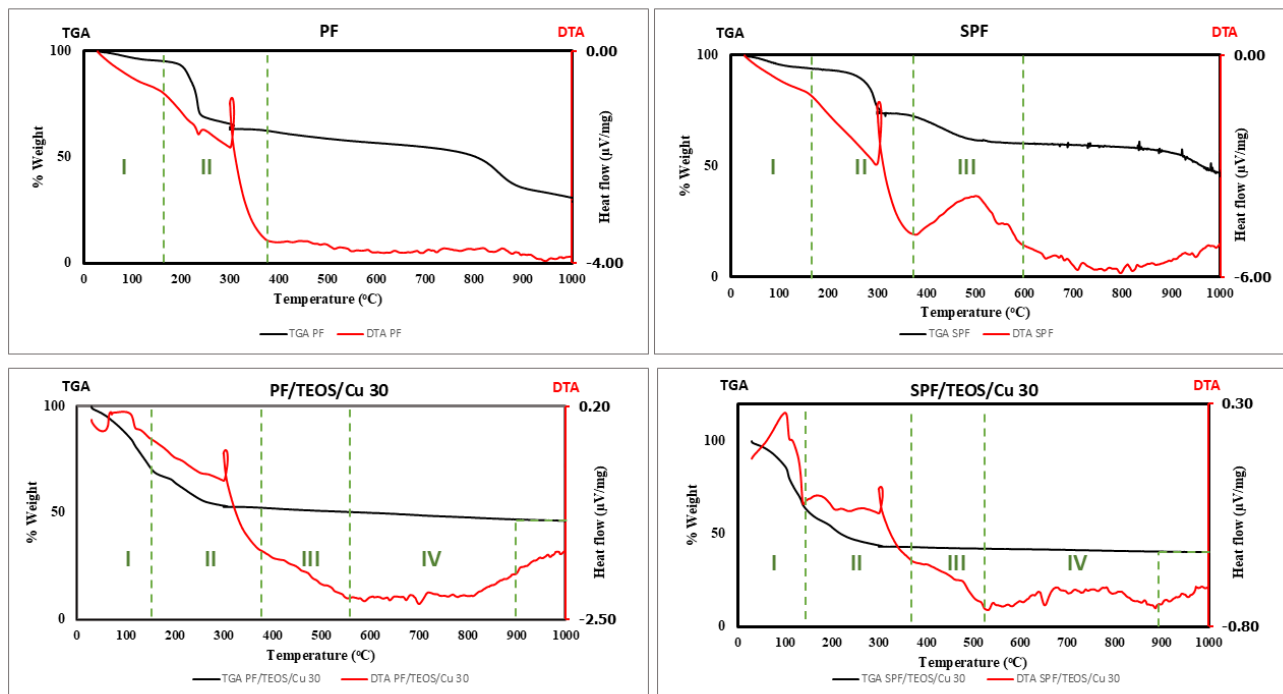 TGA PF DTA
100 0.00
% Weight
50
0
I II
Heat flow (µV/mg)
-4.00
0 100 200 300 400 500 600 700 800 900 1000
Temperature (°C)
TGA PF DTA PF
TGA SPF DTA
100 0.00
% Weight
50
0
I II III
Heat flow (µV/mg)
-6.00
0 100 200 300 400 500 600 700 800 900 1000
Temperature (°C)
TGA SPF DTA SPF
TGA PF/TEOS/Cu 30 DTA
100 0.20
% Weight
50
0
I II III IV
Heat flow (µV/mg)
-2.50
0 100 200 300 400 500 600 700 800 900 1000
Temperature (°C)
TGA PF/TEOS/Cu 30 DTA PF/TEOS/Cu 30
TGA SPF/TEOS/Cu 30 DTA
0.30
100
% Weight
50
0
I II III IV
Heat flow (µV/mg)
-0.80
0 100 200 300 400 500 600 700 800 900 1000
Temperature (°C)
TGA SPF/TEOS/Cu 30 DTA SPF/TEOS/Cu 30